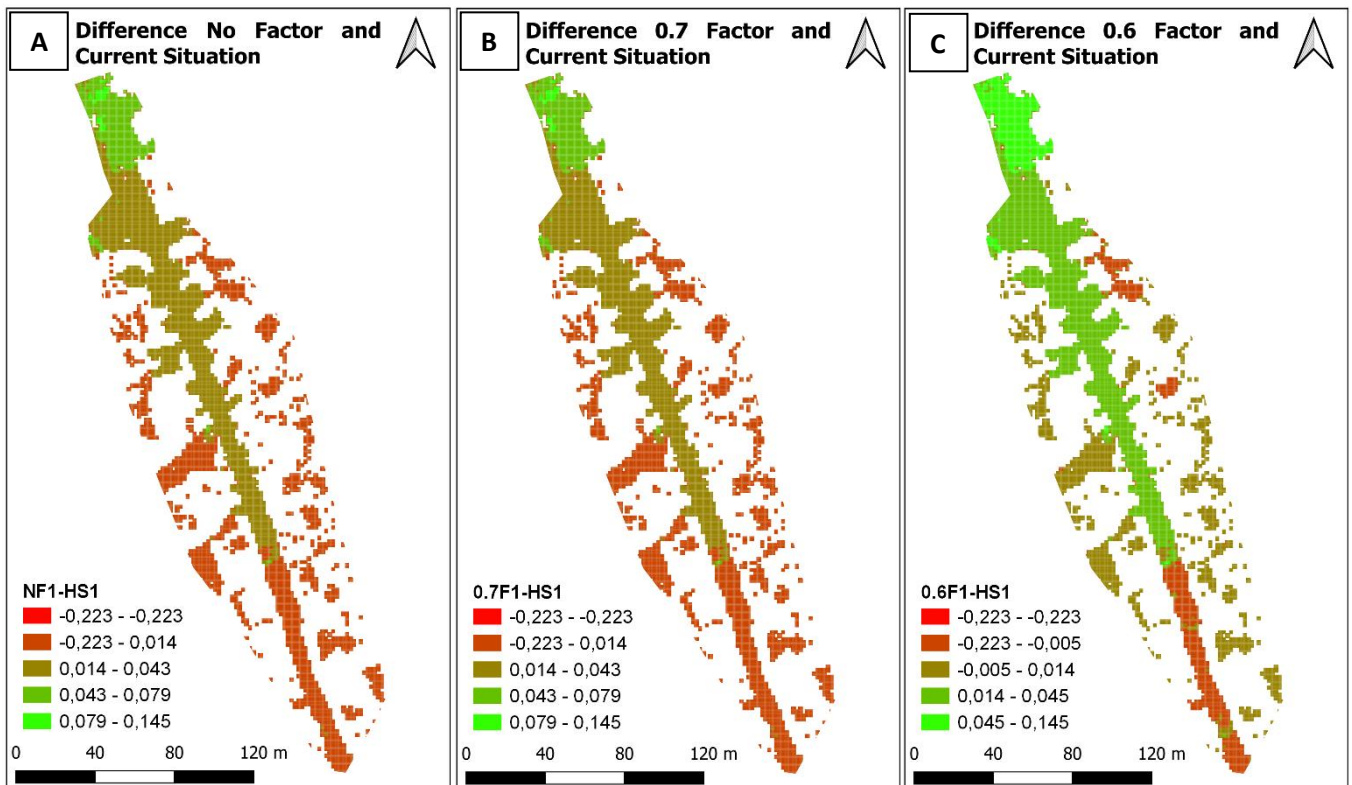 A
Difference No Factor and
Current Situation
NF1-HS1
-0,223 - -0,223
-0,223 - 0,014
0,014 - 0,043
0,043 - 0,079
0,079 - 0,145
0 40 80 120 m
B
Difference 0.7 Factor and
Current Situation
0.7F1-HS1
-0,223 - -0,223
-0,223 - 0,014
0,014 - 0,043
0,043 - 0,079
0,079 - 0,145
0 40 80 120 m
C
Difference 0.6 Factor and
Current Situation
0.6F1-HS1
-0,223 - -0,223
-0,223 - -0,005
-0,005 - 0,014
0,014 - 0,045
0,045 - 0,145
0 40 80 120 m